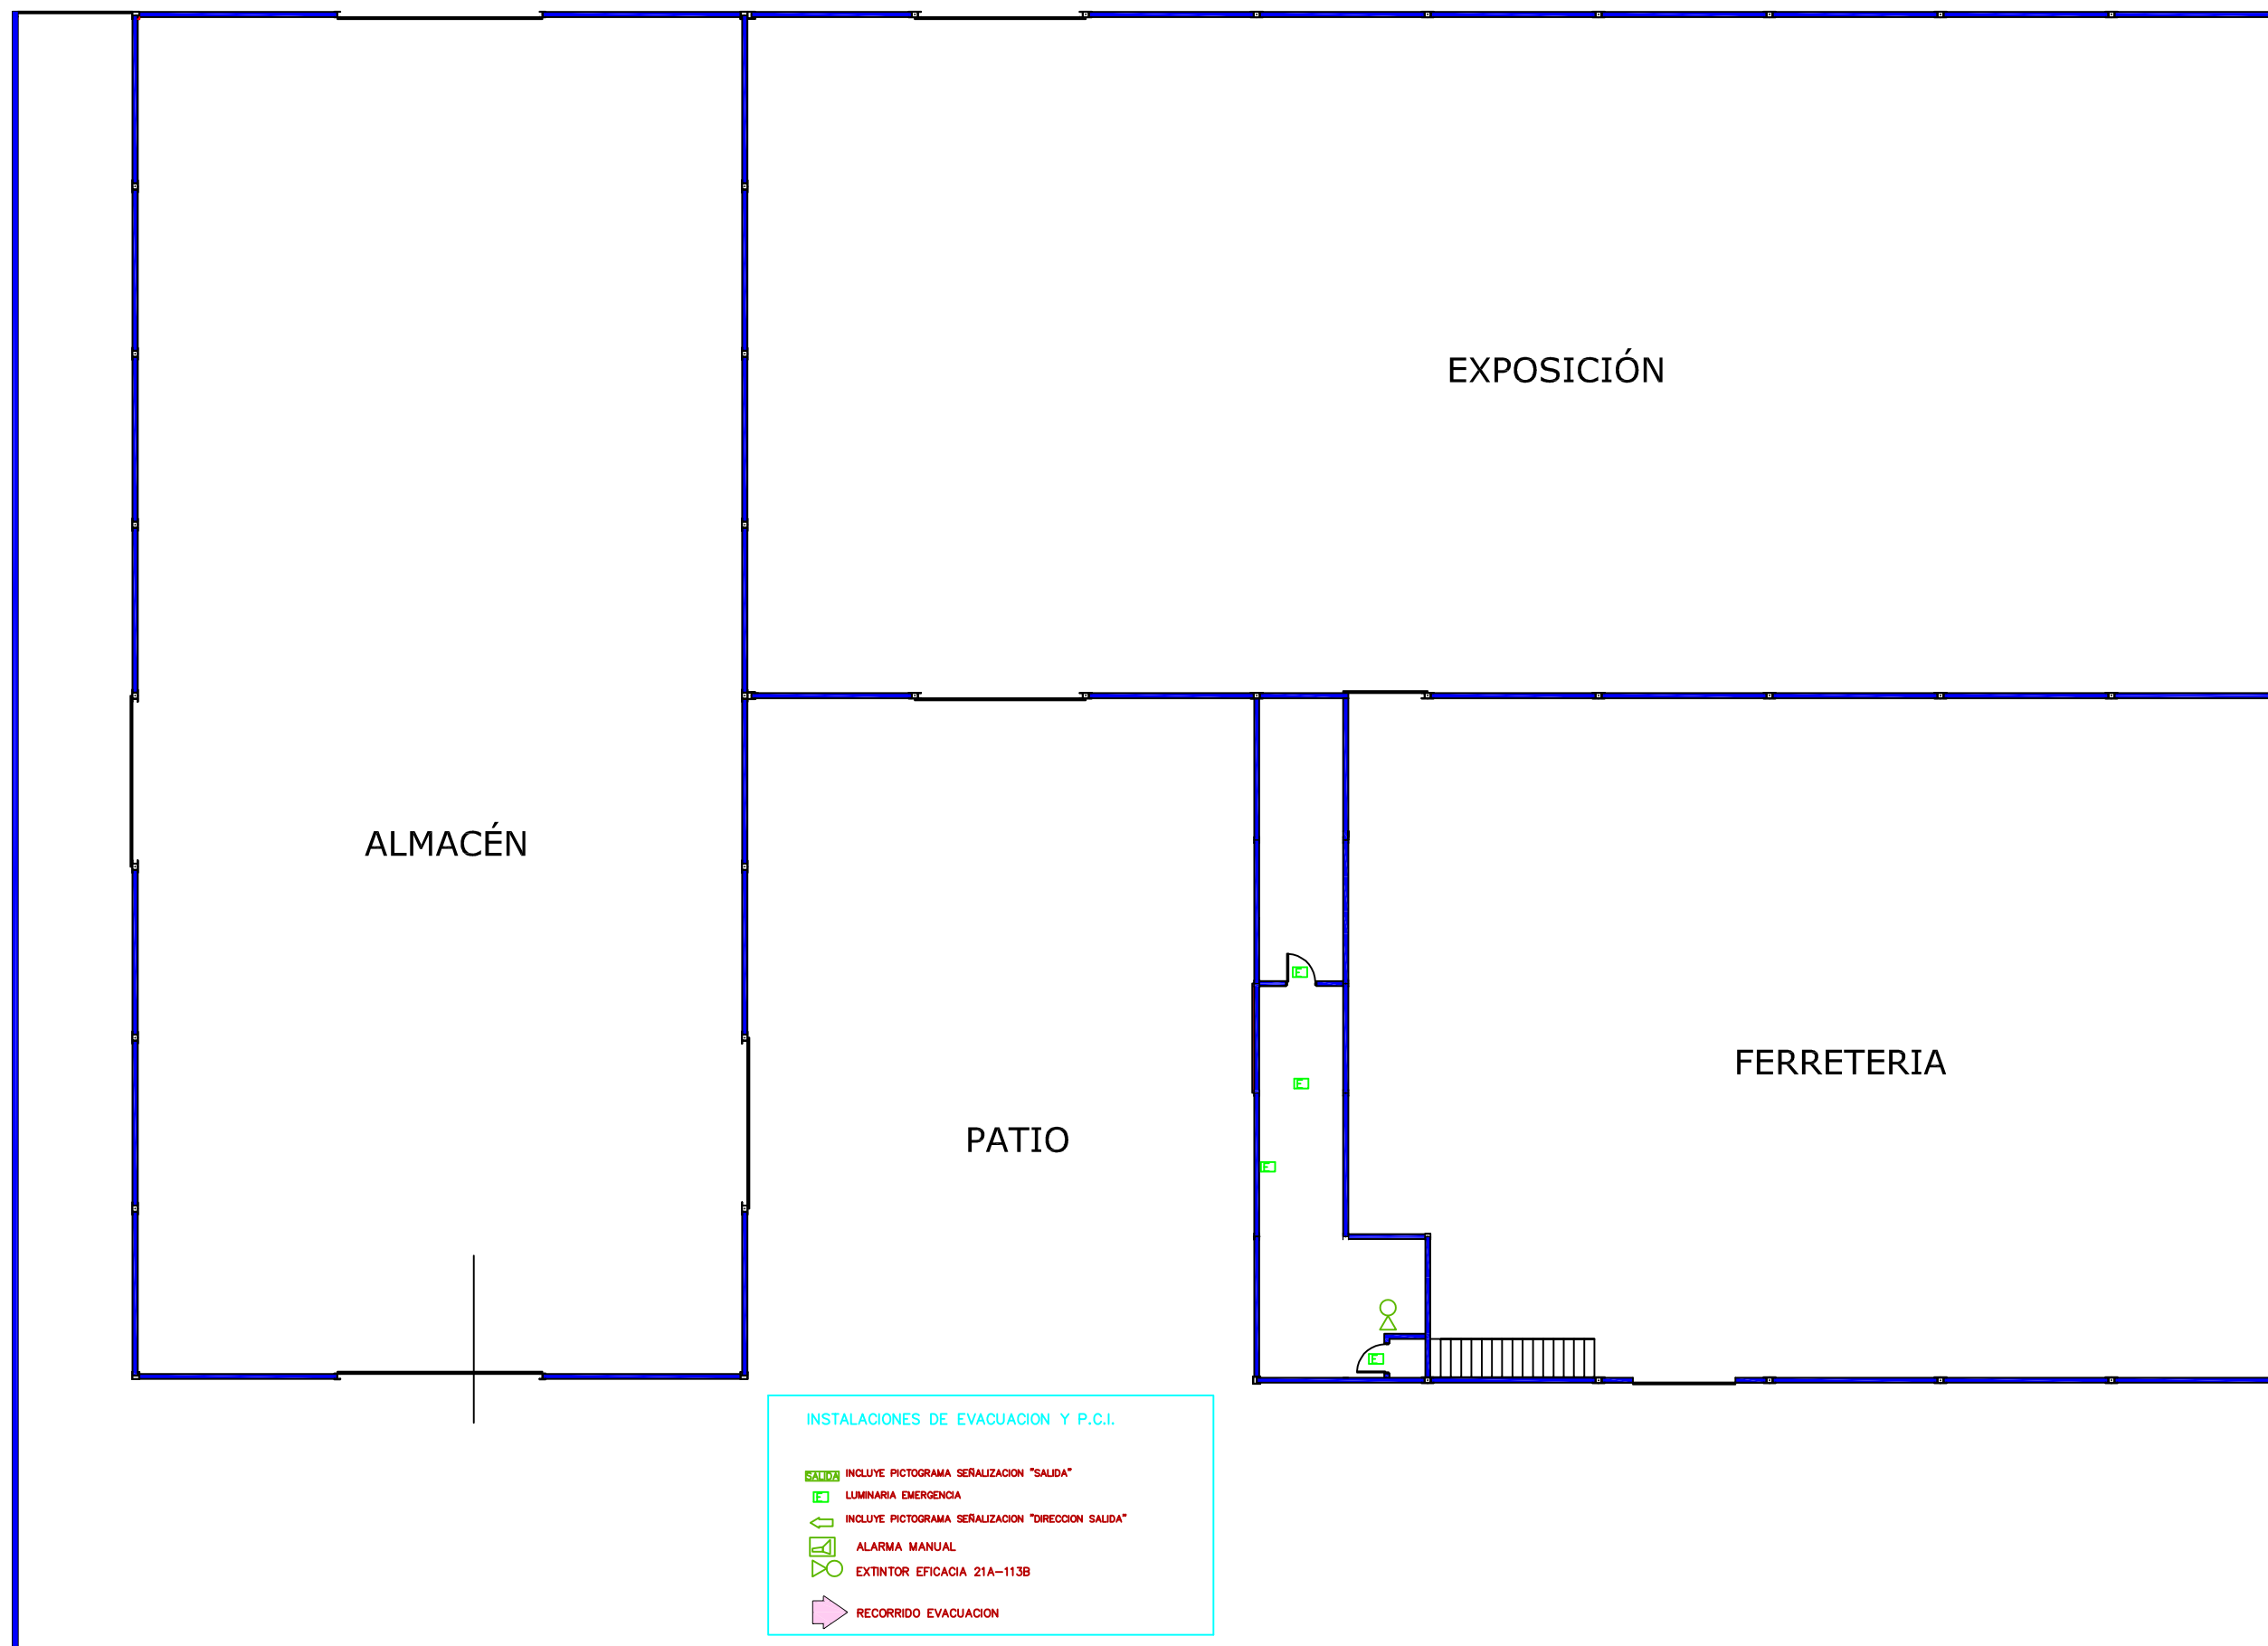 EXPOSICIÓN
ALMACÉN
FERRETERIA
PATIO
E
E
E
E
INSTALACIONES DE EVACUACION Y P.C.I.
SALIDA INCLUYE PICTOGRAMA SEÑALIZACION "SALIDA"
E LUMINARIA EMERGENCIA
INCLUYE PICTOGRAMA SEÑALIZACION "DIRECCION SALIDA"
ALARMA MANUAL
EXTINTOR EFICACIA 21A-113B
RECORRIDO EVACUACION